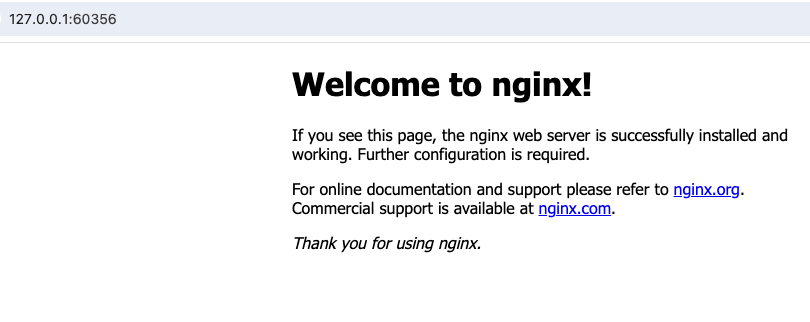 127.0.0.1:60356
Welcome to nginx!
If you see this page, the nginx web server is successfully installed and
working. Further configuration is required.
For online documentation and support please refer to nginx.org.
Commercial support is available at nginx.com.
Thank you for using nginx.